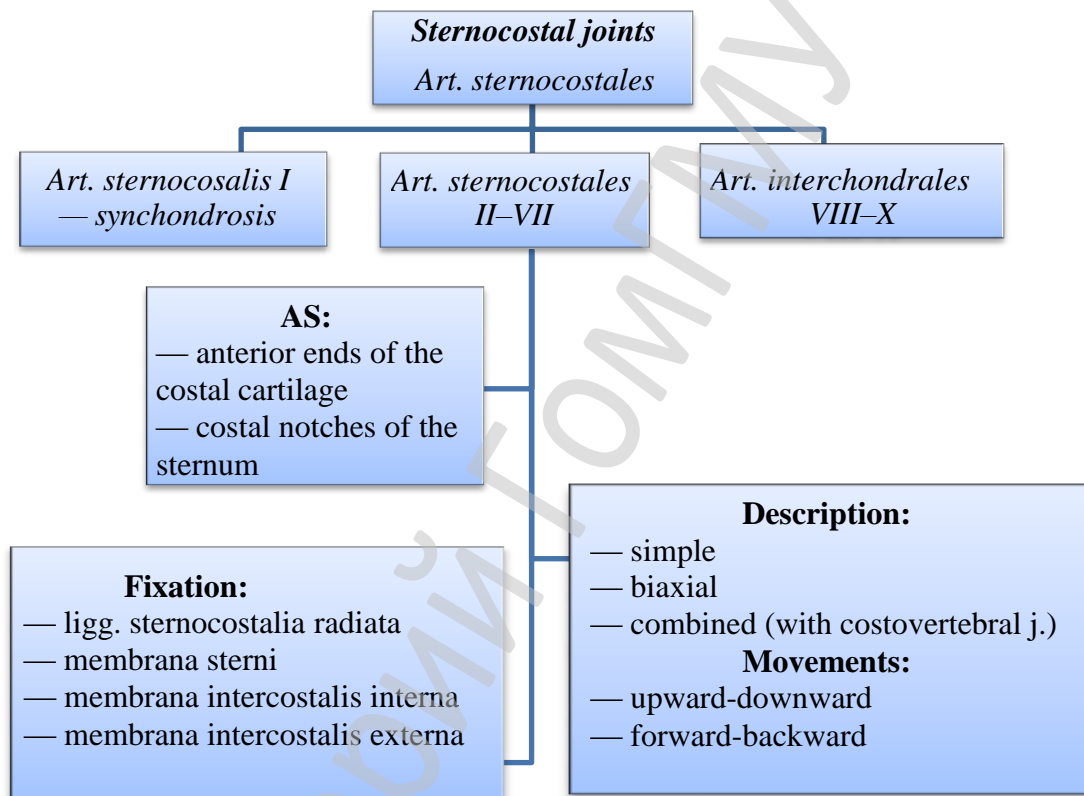 Sternocostal joints
Art. sternocostales
Art. sternocosalis I
— synchondrosis
Art. sternocostales
II–VII
Art. interchondrales
VIII–X
AS:
— anterior ends of the
costal cartilage
— costal notches of the
sternum
Description:
— simple
— biaxial
— combined (with costovertebral j.)
Movements:
— upward-downward
— forward-backward
Fixation:
— ligg. sternocostalia radiata
— membrana sterni
— membrana intercostalis interna
— membrana intercostalis externa
ГомГМУ